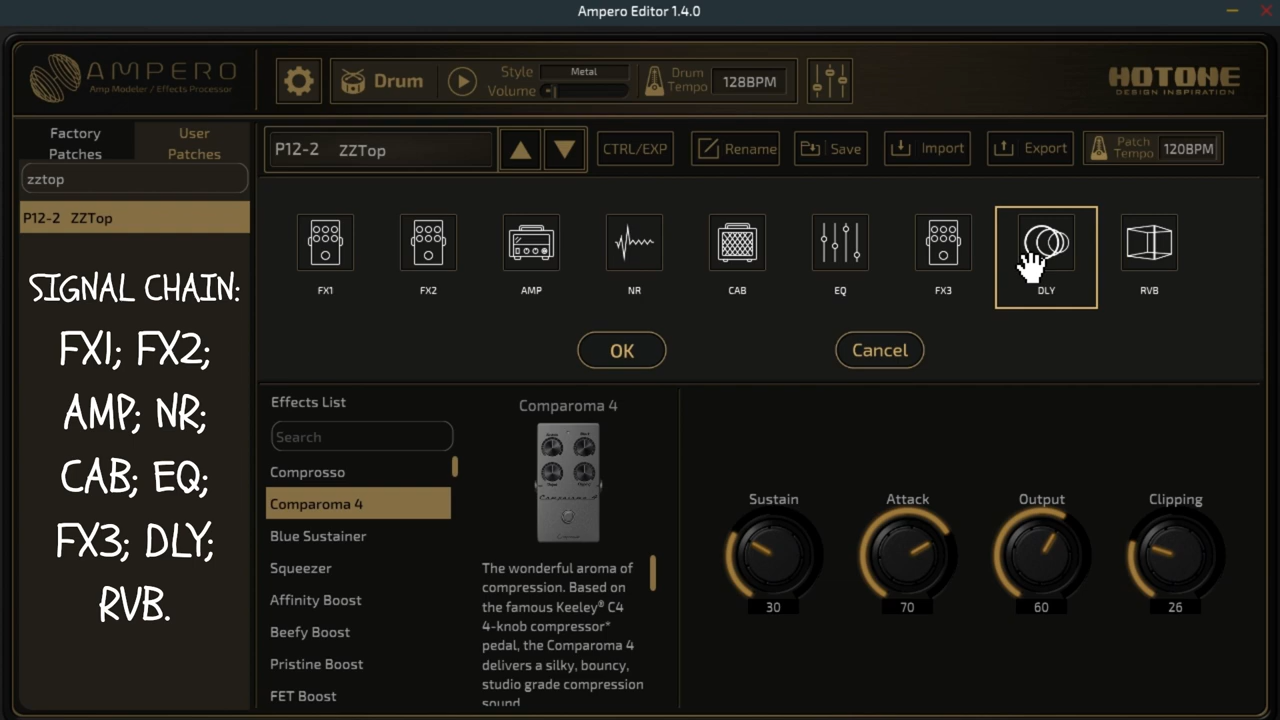 Ampero Editor 1.4.0
AMPERO
Amp Modeler / Effects Processor
Drum
Style
Metal
Volume
Drum
Tempo
128BPM
HOTONE
DESIGN INSPIRATION
Factory
Patches
User
Patches
zztop
P12-2 ZZTop
P12-2 ZZTop
CTRL/EXP
Rename
Save
Import
Export
Patch
Tempo
120BPM
FX1
FX2
AMP
NR
CAB
EQ
FX3
DLY
RVB
OK
Cancel
SIGNAL CHAIN:
FX1; FX2;
AMP; NR;
CAB; EQ;
FX3; DLY;
RVB.
Effects List
Search
Comprosso
Comparoma 4
Blue Sustainer
Squeezer
Affinity Boost
Beefy Boost
Pristine Boost
FET Boost
Comparoma 4
The wonderful aroma of
compression. Based on
the famous Keeley® C4
4-knob compressor*
pedal, the Comparoma 4
delivers a silky, bouncy,
studio grade compression
sound
Sustain
Attack
Output
Clipping
30
70
60
26